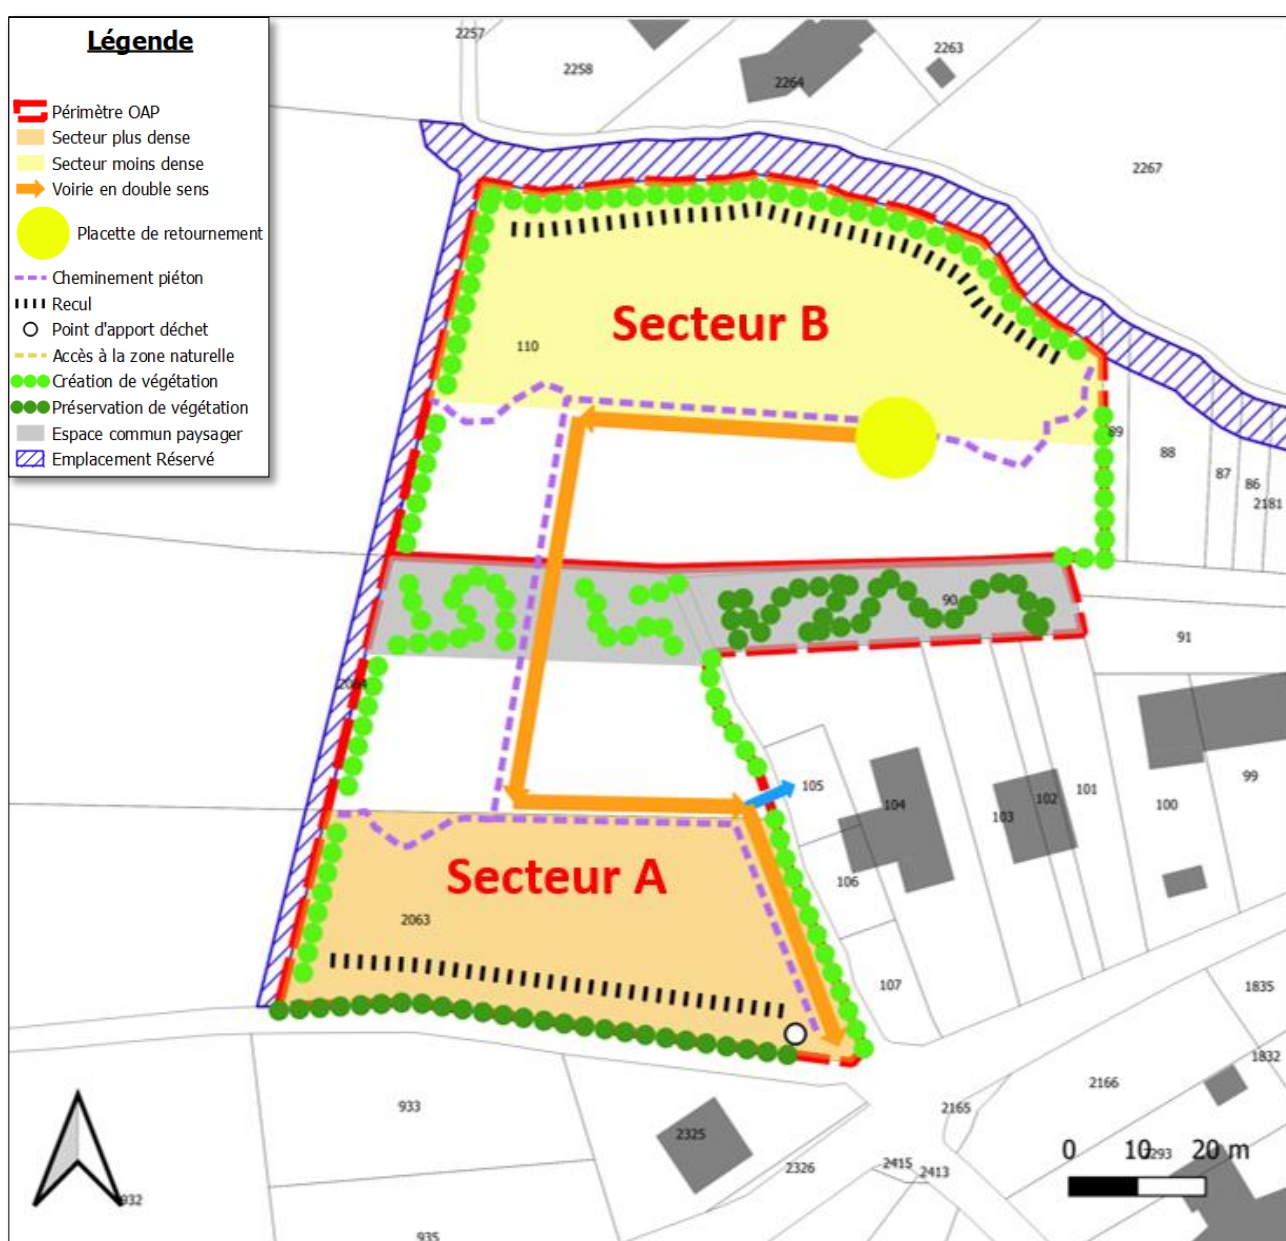 Légende
Périmètre OAP
Secteur plus dense
Secteur moins dense
Voirie en double sens
Placette de retournement
Cheminement piéton
Recul
Point d'apport déchet
Accès à la zone naturelle
Création de végétation
Préservation de végétation
Espace commun paysager
Emplacement Réservé
2257
2258
2264
2263
2267
Secteur B
110
89
88
87
86
2181
90
91
2064
105
104
103
102
101
100
99
Secteur A
106
2063
107
1835
1832
933
2166
2165
2325
2326
2415
2413
0 10 20 m
2293
932
935